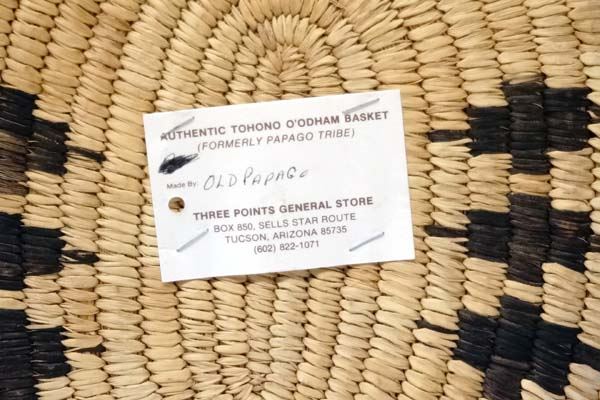 AUTHENTIC TOHONO O'ODHAM BASKET
(FORMERLY PAPAGO TRIBE)
Made By: OLD PAPAGO
THREE POINTS GENERAL STORE
BOX 850, SELLS STAR ROUTE
TUCSON, ARIZONA 85735
(602) 822-1071